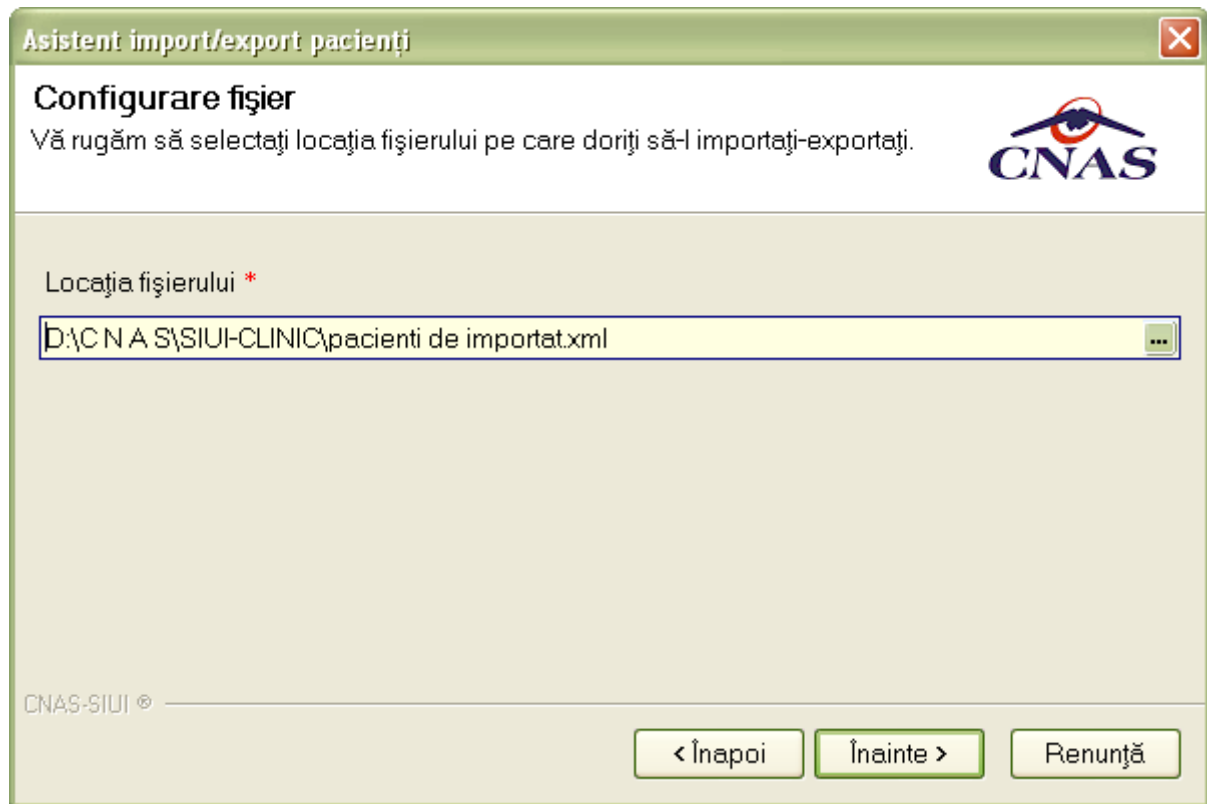 Asistent import/export pacienţi
Configurare fişier
Vă rugăm să selectaţi locaţia fişierului pe care doriţi să-l importaţi-exportaţi.
CNAS
Locaţia fişierului *
D:\C N A S\SIUI-CLINIC\pacienti de importat.xml
...
CNAS-SIUI ®
< Înapoi
Înainte >
Renunţă